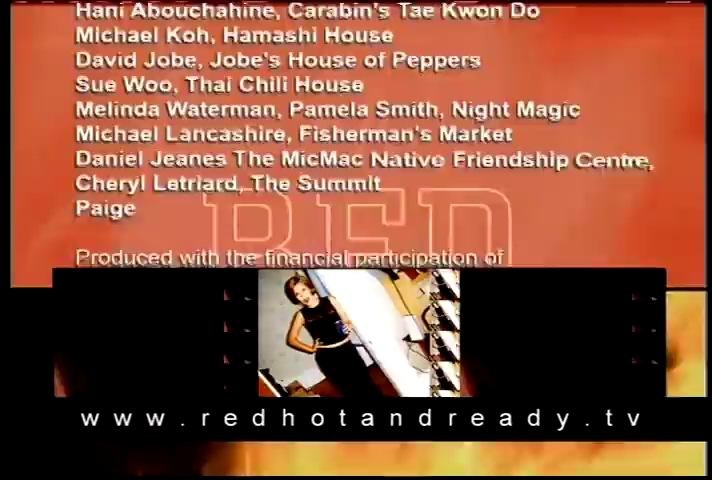 Hani Abouchahine, Carabin's Tae Kwon Do
Michael Koh, Hamashi House
David Jobe, Jobe's House of Peppers
Sue Woo, Thai Chili House
Melinda Waterman, Pamela Smith, Night Magic
Michael Lancashire, Fisherman's Market
Daniel Jeanes The MicMac Native Friendship Centre,
Cheryl Letriard, The Summit
Paige
RED
Produced with the financial participation of
www.redhotandready.tv